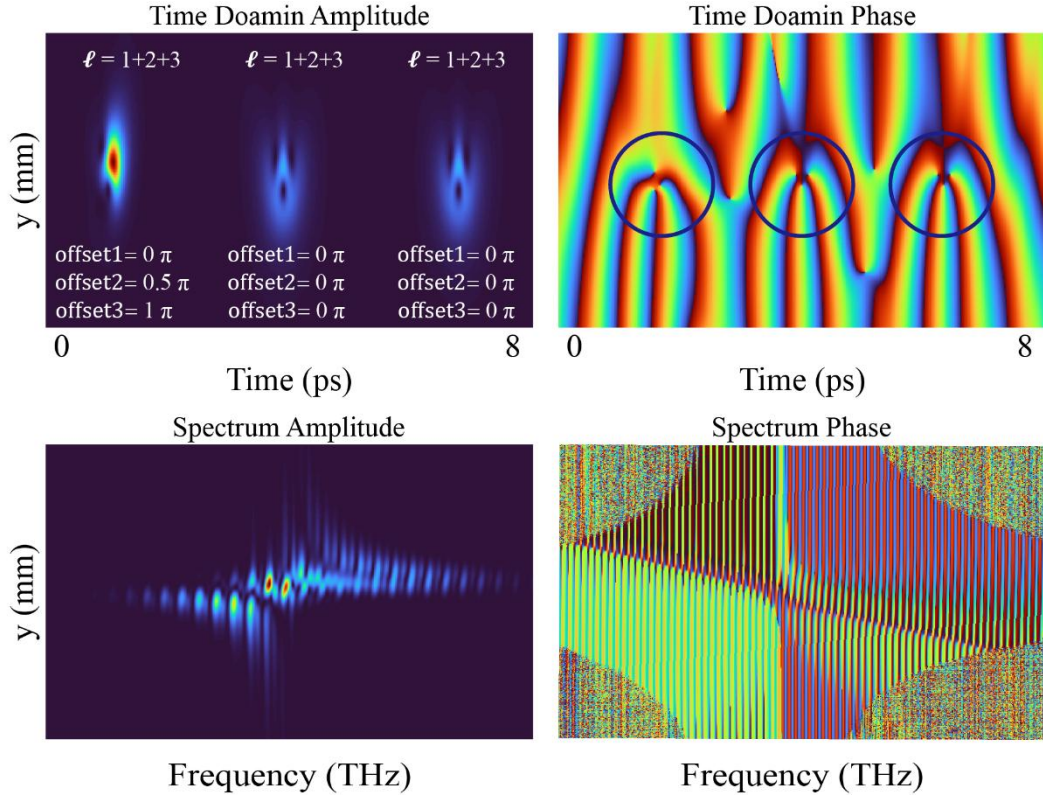 Time Doamin Amplitude
Time Doamin Phase
ℓ = 1+2+3
ℓ = 1+2+3
ℓ = 1+2+3
y (mm)
offset1= 0 π
offset2= 0.5 π
offset3= 1 π
offset1= 0 π
offset2= 0 π
offset3= 0 π
offset1= 0 π
offset2= 0 π
offset3= 0 π
0
8
Time (ps)
0
8
Time (ps)
Spectrum Amplitude
Spectrum Phase
y (mm)
Frequency (THz)
Frequency (THz)